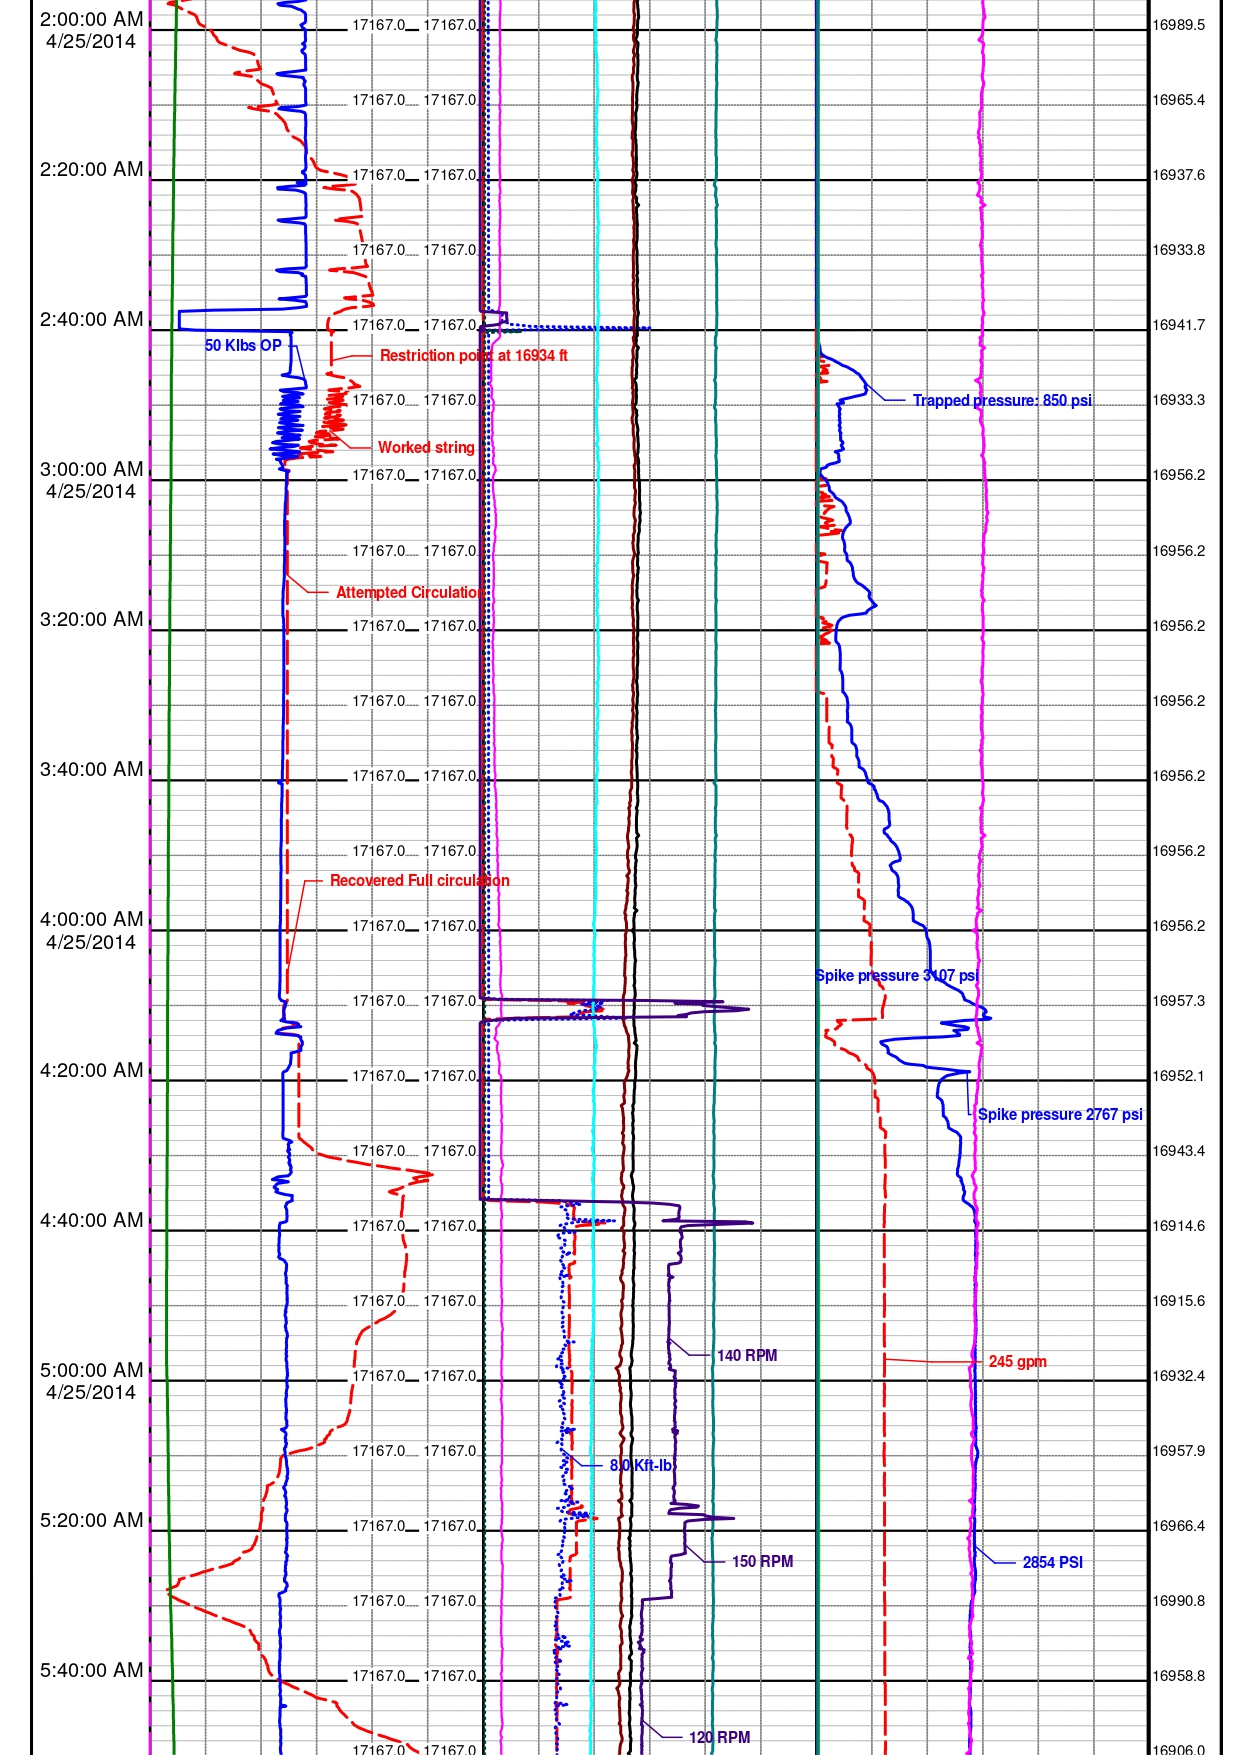 2:00:00 AM 17167.0 17167.0 16989.5
4/25/2014
17167.0 17167.0 16965.4
2:20:00 AM 17167.0 17167.0 16937.6
17167.0 17167.0 16933.8
2:40:00 AM 17167.0 17167.0 16941.7
50 Klbs OP
Restriction point at 16934 ft
17167.0 17167.0 Trapped pressure: 850 psi 16933.3
Worked string
3:00:00 AM 17167.0 17167.0 16956.2
4/25/2014
17167.0 17167.0 16956.2
Attempted Circulation
3:20:00 AM 17167.0 17167.0 16956.2
17167.0 17167.0 16956.2
3:40:00 AM 17167.0 17167.0 16956.2
17167.0 17167.0 16956.2
Recovered Full circulation
4:00:00 AM 17167.0 17167.0 16956.2
4/25/2014
Spike pressure 3107 psi
17167.0 17167.0 16957.3
4:20:00 AM 17167.0 17167.0 16952.1
Spike pressure 2767 psi
17167.0 17167.0 16943.4
4:40:00 AM 17167.0 17167.0 16914.6
17167.0 17167.0 16915.6
140 RPM
245 gpm
5:00:00 AM 17167.0 17167.0 16932.4
4/25/2014
17167.0 17167.0 16957.9
8.0 Kft-lb
5:20:00 AM 17167.0 17167.0 16966.4
150 RPM 2854 PSI
17167.0 17167.0 16990.8
5:40:00 AM 17167.0 17167.0 16958.8
120 RPM
17167.0 17167.0 16906.0